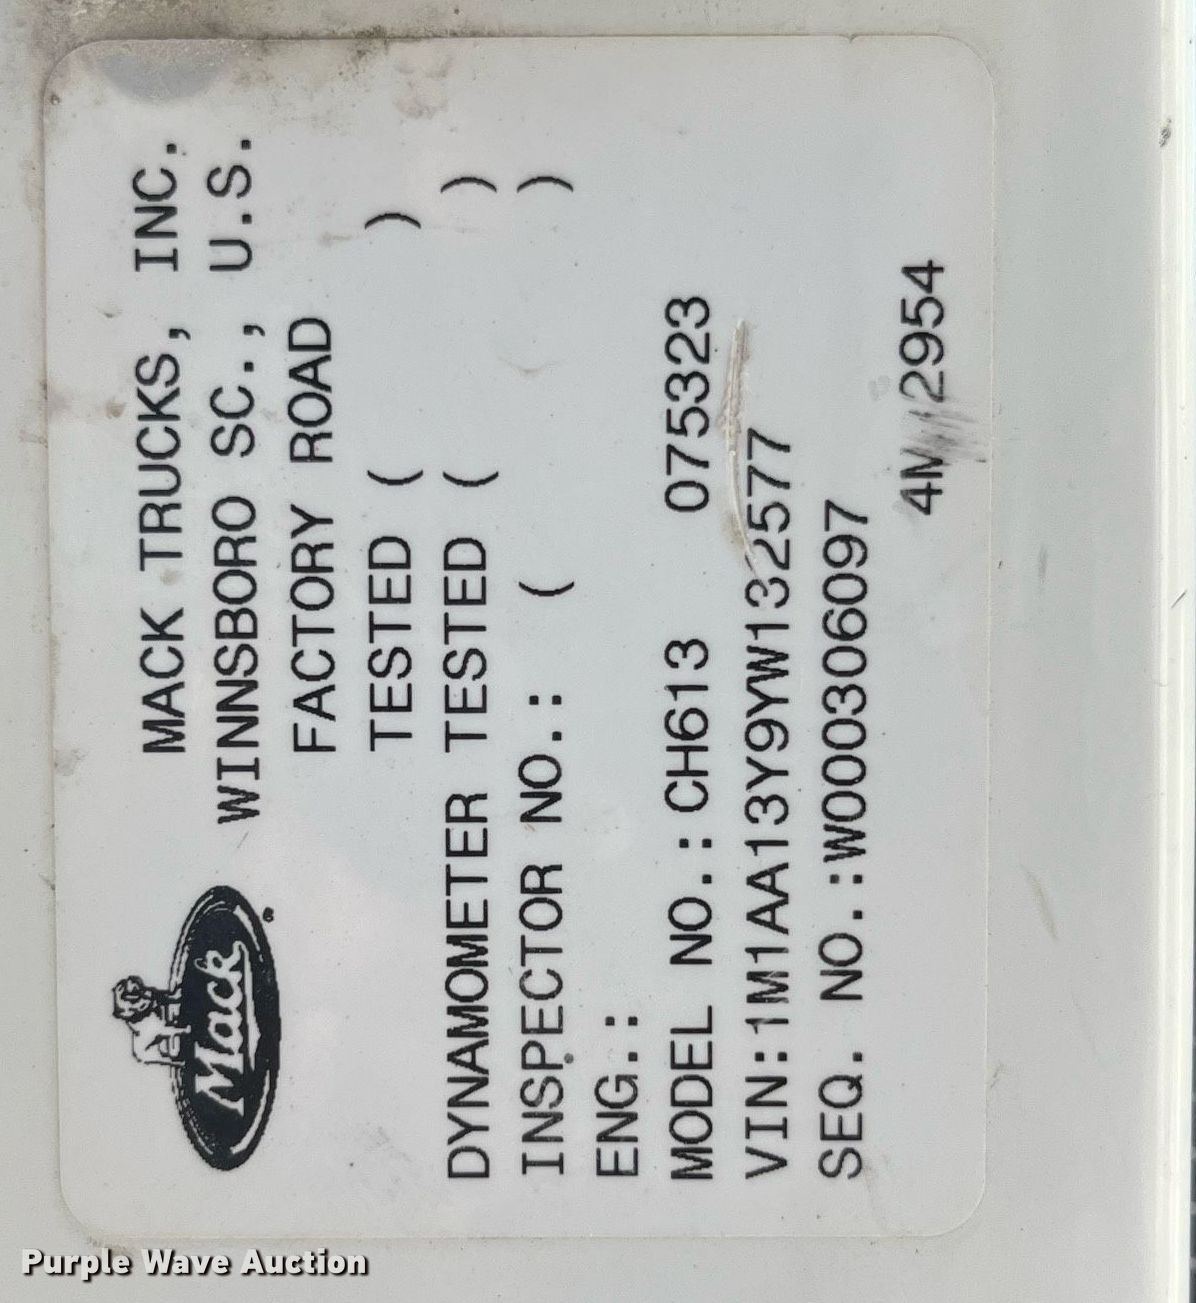 Mack
®
MACK TRUCKS, INC.
WINNSBORO SC., U.S.
FACTORY ROAD
TESTED ( )
DYNAMOMETER TESTED ( )
INSPECTOR NO.: ( )
ENG.:
MODEL NO.:CH613 075323
VIN:1M1AA13Y9YW132577
SEQ. NO.:W000306097
2954
Purple Wave Auction